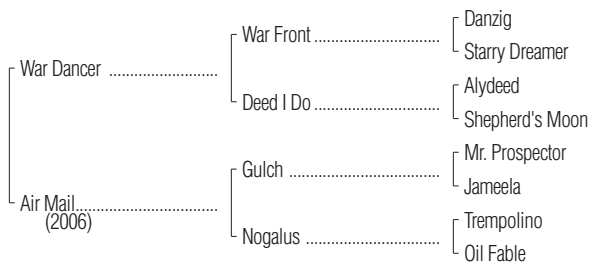 Danzig
War Front ..............................
Starry Dreamer
War Dancer ..........................
Alydeed
Deed I Do ..............................
Shepherd's Moon
Mr. Prospector
Gulch ....................................
Jameela
Air Mail...................................
(2006)
Trempolino
Nogalus ................................
Oil Fable